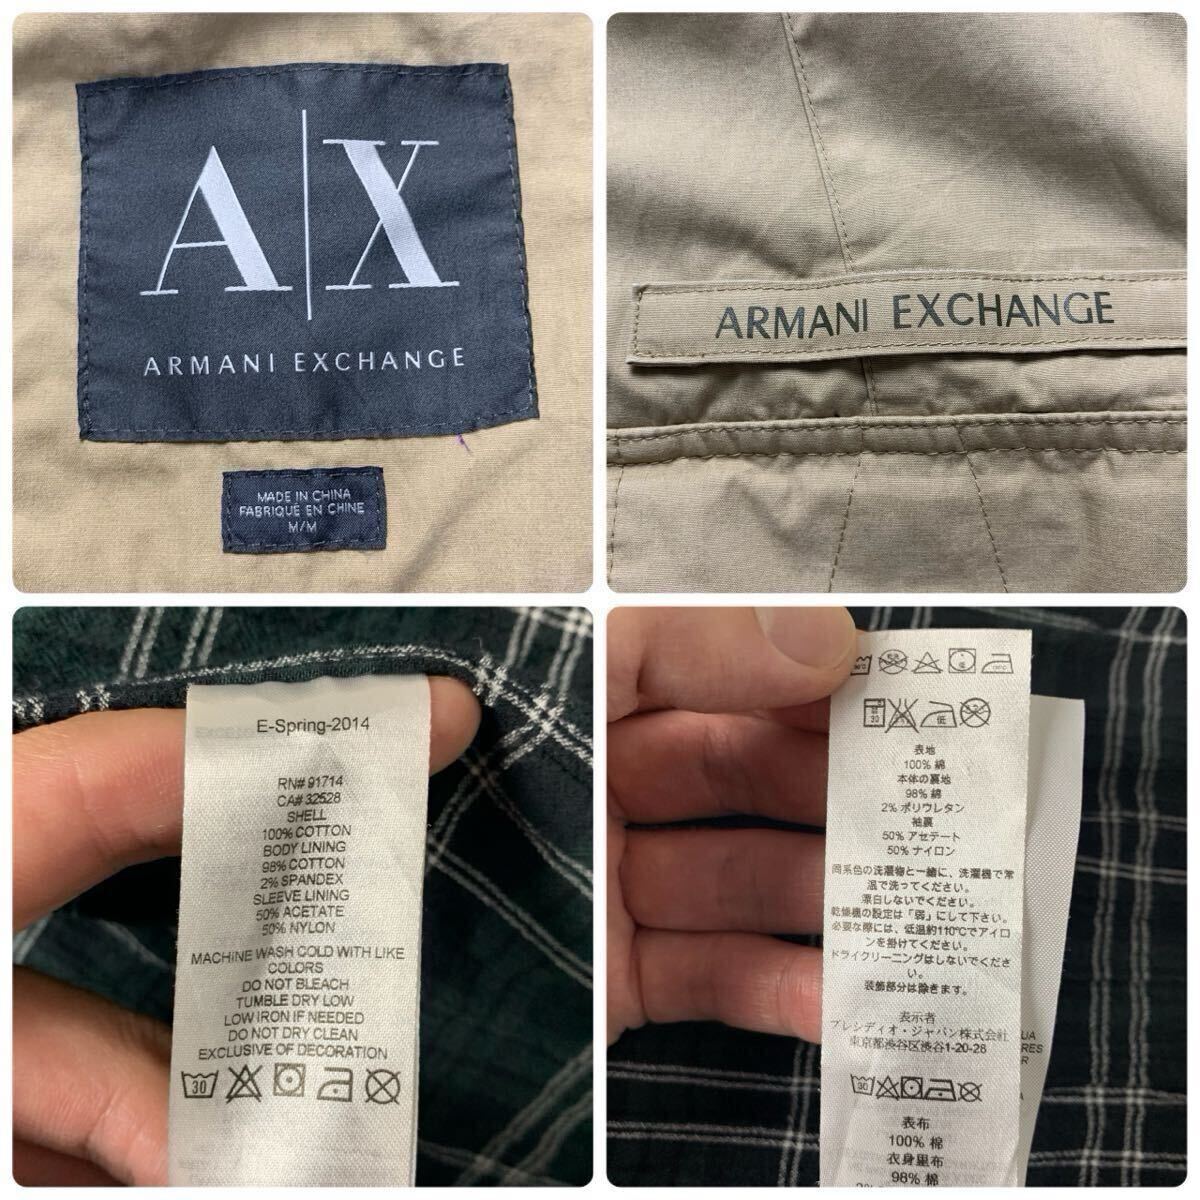 A|X
ARMANI EXCHANGE
MADE IN CHINA
FABRIQUÉ EN CHINE
M/M
ARMANI EXCHANGE
E-Spring-2014
RN# 91714
CA# 32528
SHELL
100% COTTON
BODY LINING
98% COTTON
2% SPANDEX
SLEEVE LINING
50% ACETATE
50% NYLON
MACHINE WASH COLD WITH LIKE
COLORS
DO NOT BLEACH
TUMBLE DRY LOW
LOW IRON IF NEEDED
DO NOT DRY CLEAN
EXCLUSIVE OF DECORATION
30
30
低
表地
100% 綿
本体の裏地
98% 綿
2% ポリウレタン
袖裏
50% アセテート
50% ナイロン
同系色の洗濯物と一緒に、洗濯機で常
温で洗ってください。
漂白しないでください。
乾燥機の設定は「弱」にして下さい。
必要な際には、低温約110℃でアイロ
ンを掛けてください。
ドライクリーニングはしないでくださ
い。
装飾部分は除きます。
表示者
プレシディオ・ジャパン株式会社
東京都渋谷区渋谷1-20-28
UA
RES
R
30
表布
100% 棉
衣身里布
98% 棉